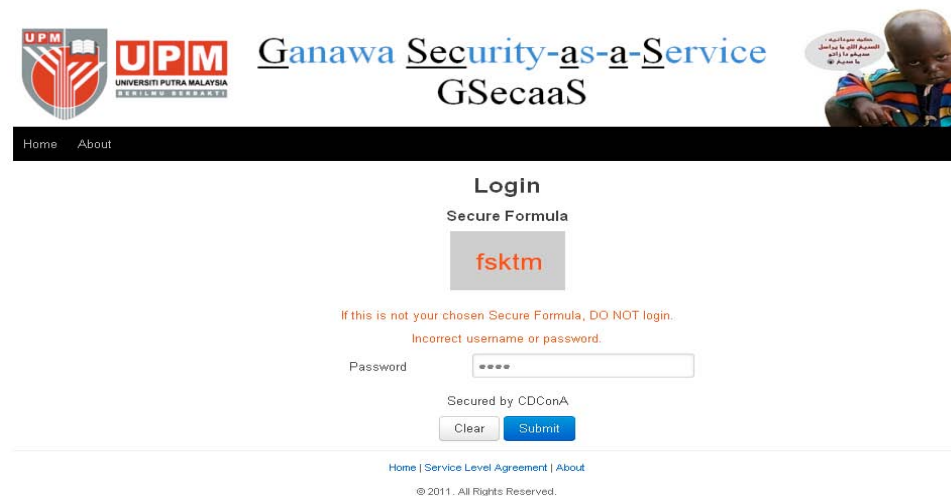 UPM
UPM
UNIVERSITI PUTRA MALAYSIA
BERILMU BERBAKTI
Ganawa Security-as-a-Service
GSecaaS
Home About
Login
Secure Formula
fsktm
If this is not your chosen Secure Formula, DO NOT login.
Incorrect username or password.
Password
Secured by CDConA
Clear Submit
Home | Service Level Agreement | About
© 2011. All Rights Reserved.